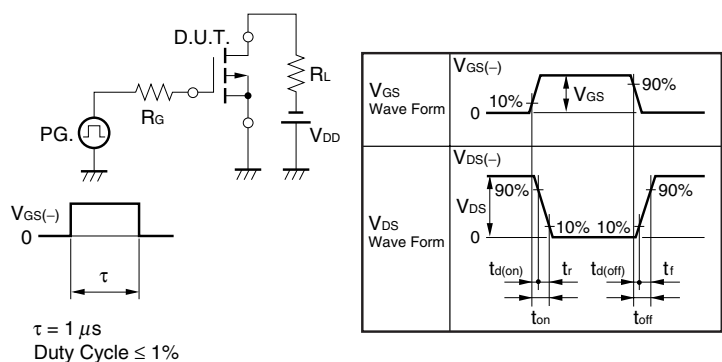 D.U.T.
RL
RG
PG.
VDD
VGS(−)
0
τ
τ = 1 μs
Duty Cycle ≤ 1%
VGS
Wave Form
VGS(−)
10%
VGS
90%
0
VDS
Wave Form
VDS(−)
90%
VDS
10% 10%
90%
0
td(on) tr td(off) tf
ton toff